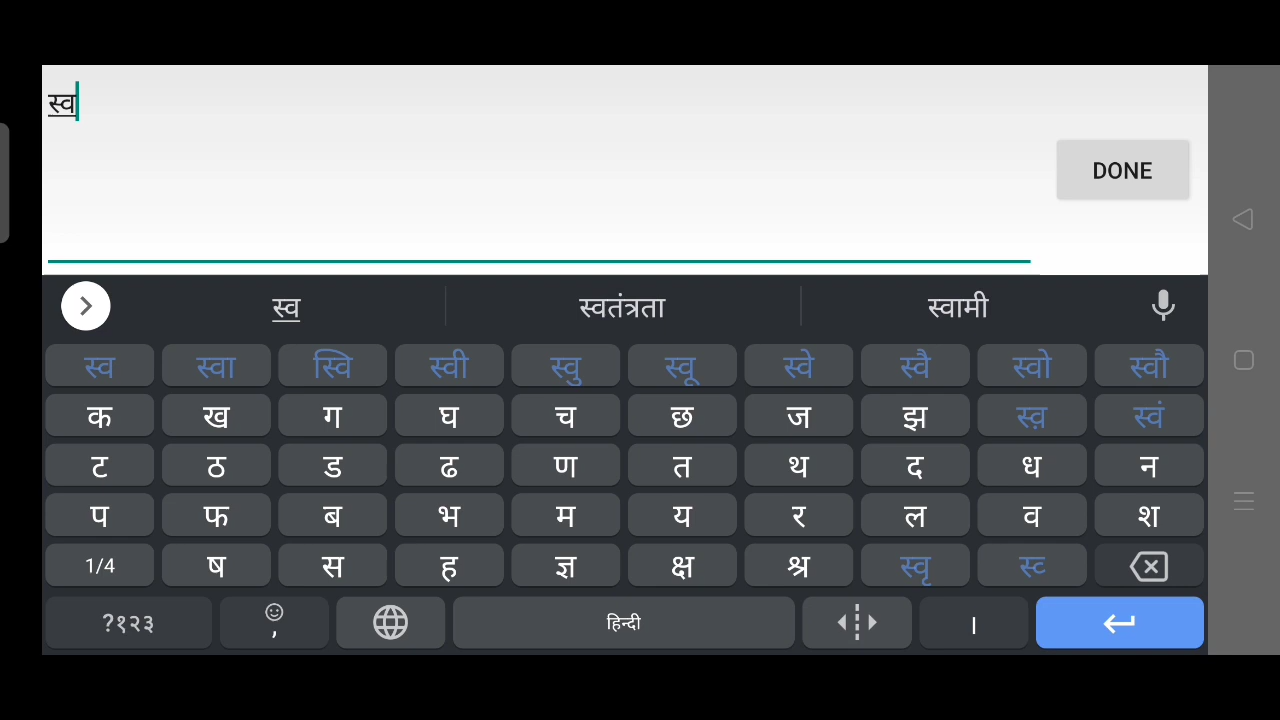 स्व
DONE
स्व स्वतंत्रता स्वामी
स्व स्वा स्वि स्वी स्वु स्वू स्वे स्वै स्वो स्वौ
क ख ग घ च छ ज झ स्व़ स्वं
ट ठ ड ढ ण त थ द ध न
प फ ब भ म य र ल व श
1/4 ष स ह ज्ञ क्ष श्र स्वृ स्व्
?१२३ , हिन्दी ।